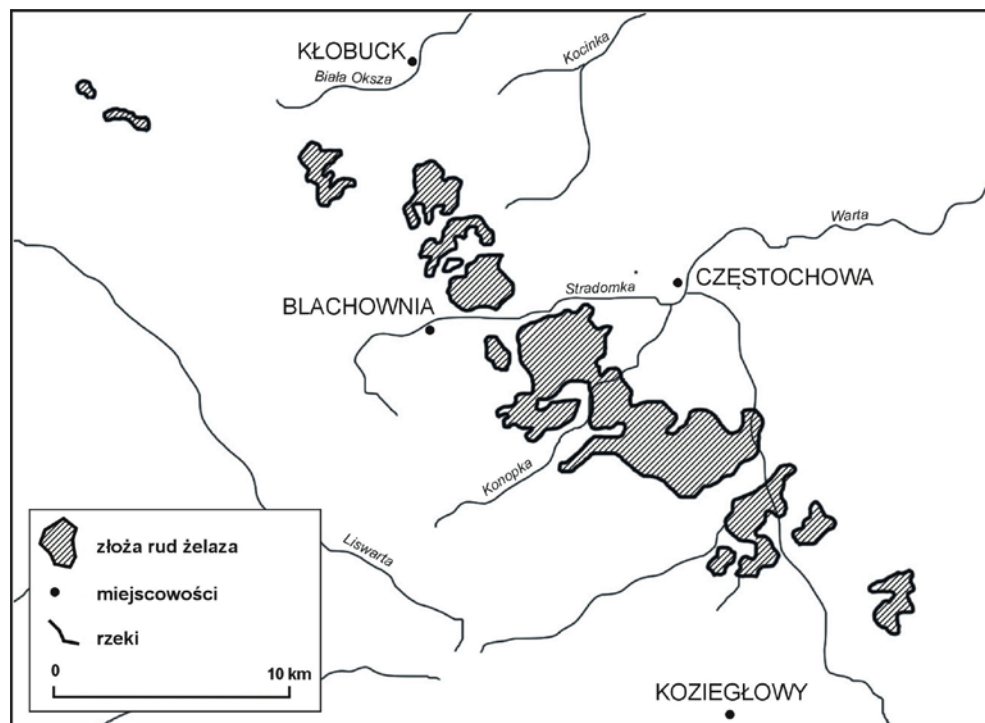 KŁOBUCK
Biała Oksza
Kocinka
Warta
CZĘSTOCHOWA
Stradomka
BLACHOWNIA
Konopka
Liswarta
złoża rud żelaza
miejscowości
rzeki
0 10 km
KOZIEGŁOWY